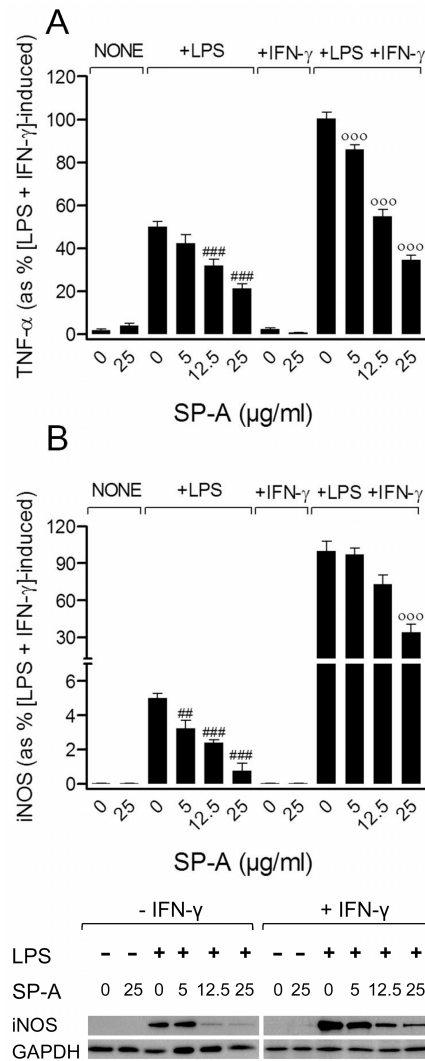 A
NONE +LPS +IFN-γ +LPS +IFN-γ
TNF-α (as % [LPS + IFN-γ]-induced)
120
100
80
60
40
20
0
###
###
ooo
ooo
ooo
0 25 0 5 12.5 25 0 25 0 5 12.5 25
SP-A (µg/ml)
B
NONE +LPS +IFN-γ +LPS +IFN-γ
iNOS (as % [LPS + IFN-γ]-induced)
120
90
60
30
6
4
2
0
##
###
###
ooo
0 25 0 5 12.5 25 0 25 0 5 12.5 25
SP-A (µg/ml)
- IFN-γ + IFN-γ
LPS - - + + + + - - + + + +
SP-A 0 25 0 5 12.5 25 0 25 0 5 12.5 25
iNOS
GAPDH